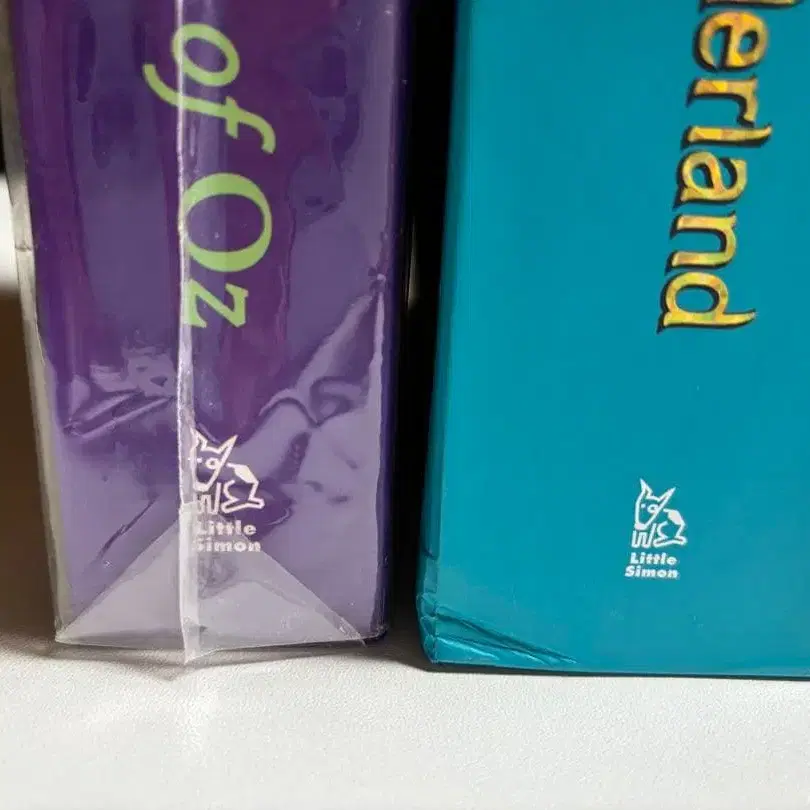 of Oz
Little
Simon
derland
Little
Simon